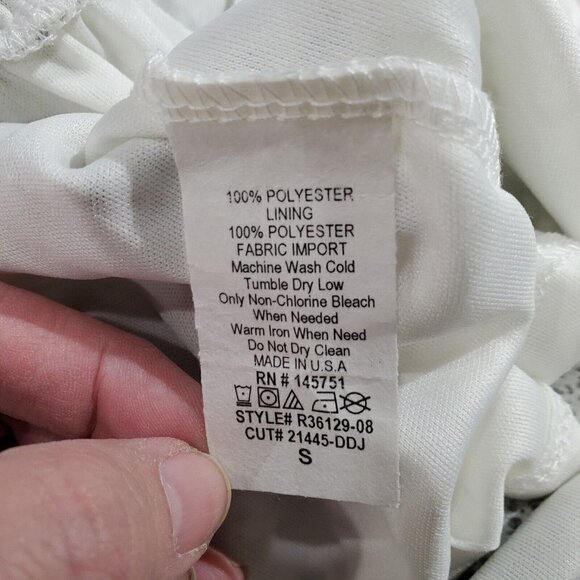 100% POLYESTER
LINING
100% POLYESTER
FABRIC IMPORT
Machine Wash Cold
Tumble Dry Low
Only Non-Chlorine Bleach
When Needed
Warm Iron When Need
Do Not Dry Clean
MADE IN U.S.A
RN # 145751
STYLE# R36129-08
CUT# 21445-DDJ
S